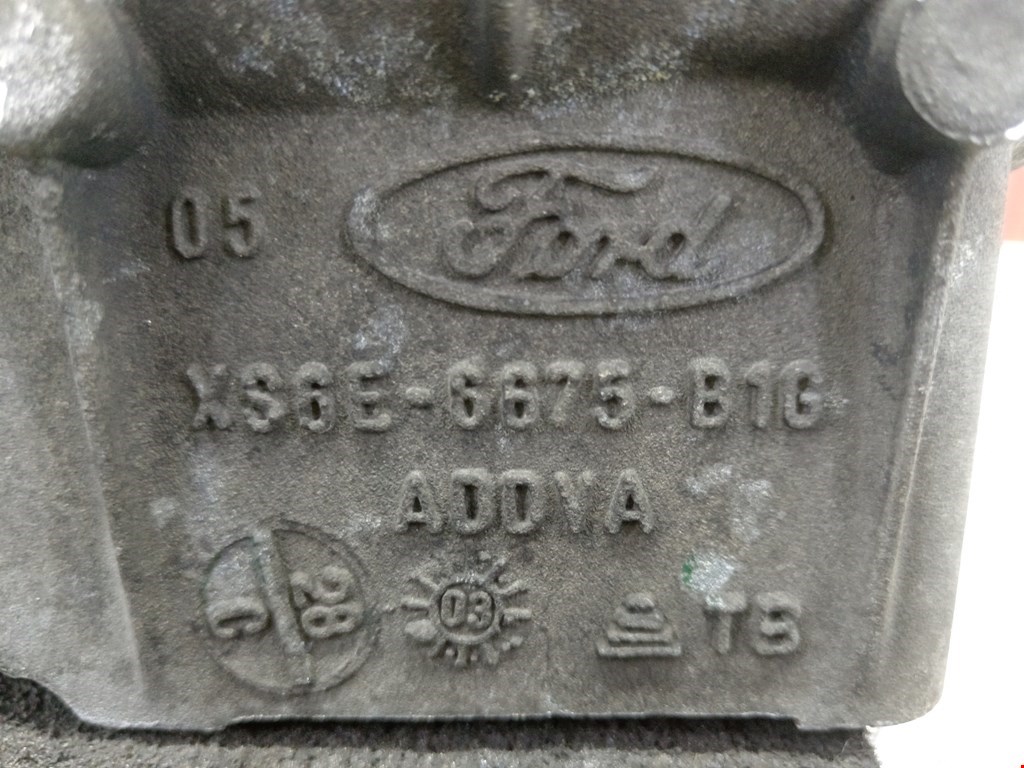 05 Ford
XS6E-6675-B1G
ADDVA
C 28 03 TS